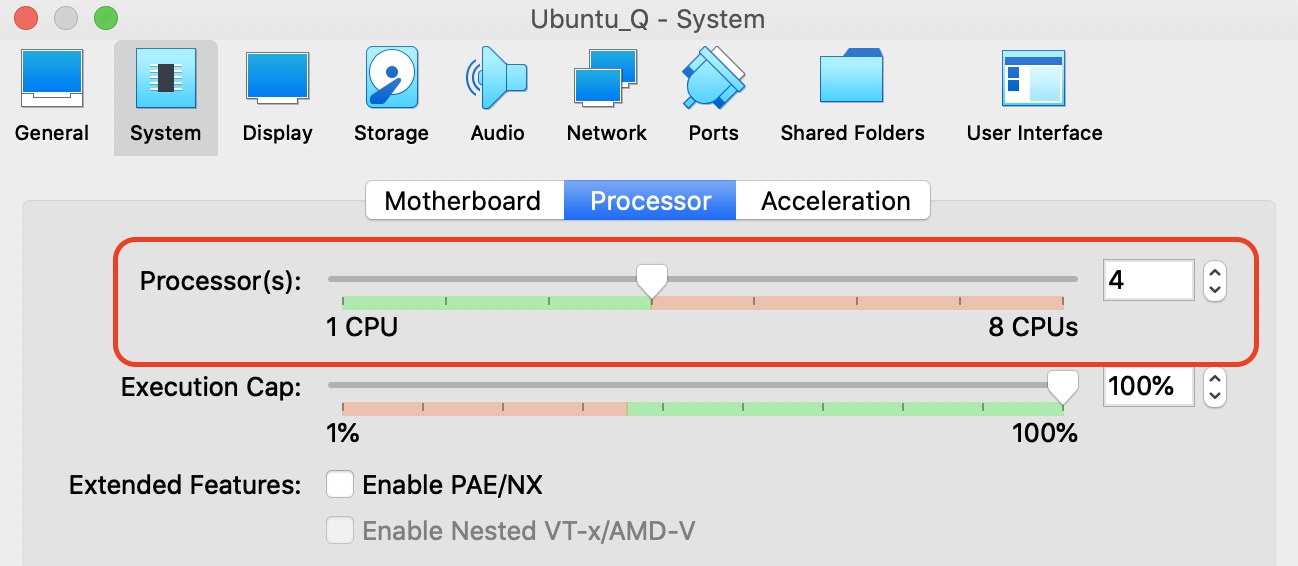 Ubuntu_Q - System
General System Display Storage Audio Network Ports Shared Folders User Interface
Motherboard Processor Acceleration
Processor(s): 4
1 CPU 8 CPUs
Execution Cap: 100%
1% 100%
Extended Features: Enable PAE/NX
Enable Nested VT-x/AMD-V